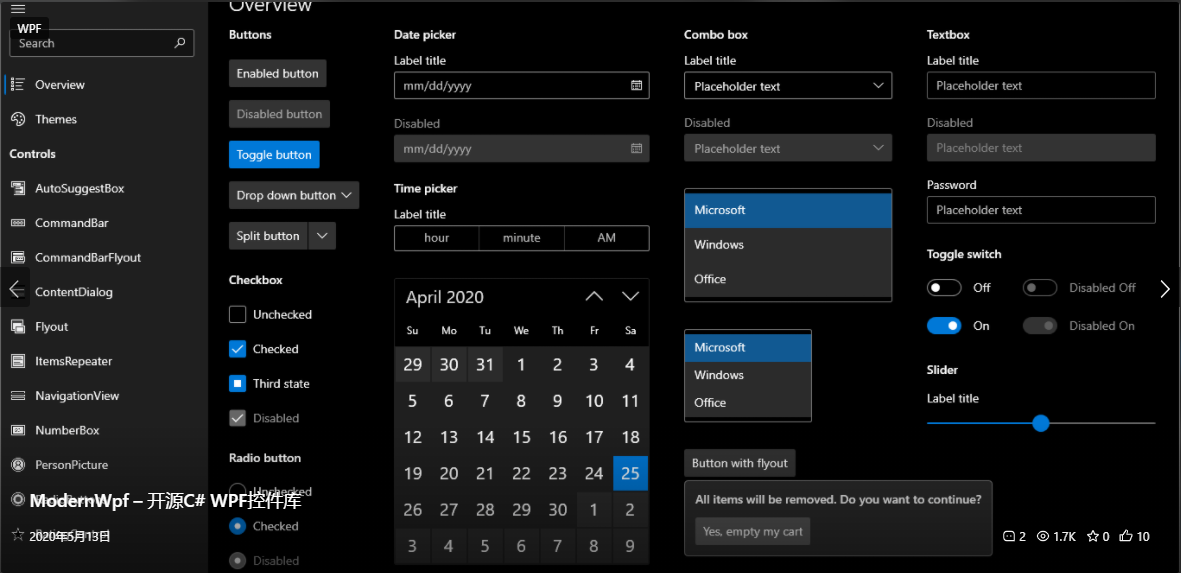 WPF
Search
Overview
Themes
Controls
AutoSuggestBox
CommandBar
CommandBarFlyout
ContentDialog
Flyout
ItemsRepeater
NavigationView
NumberBox
PersonPicture
ModernWpf – 开源C# WPF控件库
2020年5月13日
Overview
Buttons
Enabled button
Disabled button
Toggle button
Drop down button
Split button
Checkbox
Unchecked
Checked
Third state
Disabled
Radio button
Unchecked
Checked
Disabled
Date picker
Label title
mm/dd/yyyy
Disabled
mm/dd/yyyy
Time picker
Label title
hour minute AM
April 2020
Su Mo Tu We Th Fr Sa
29 30 31 1 2 3 4
5 6 7 8 9 10 11
12 13 14 15 16 17 18
19 20 21 22 23 24 25
26 27 28 29 30 1 2
3 4 5 6 7 8 9
Combo box
Label title
Placeholder text
Disabled
Placeholder text
Microsoft
Windows
Office
Microsoft
Windows
Office
Button with flyout
All items will be removed. Do you want to continue?
Yes, empty my cart
Textbox
Label title
Placeholder text
Disabled
Placeholder text
Password
Placeholder text
Toggle switch
Off Disabled Off
On Disabled On
Slider
Label title
2 1.7K 0 10